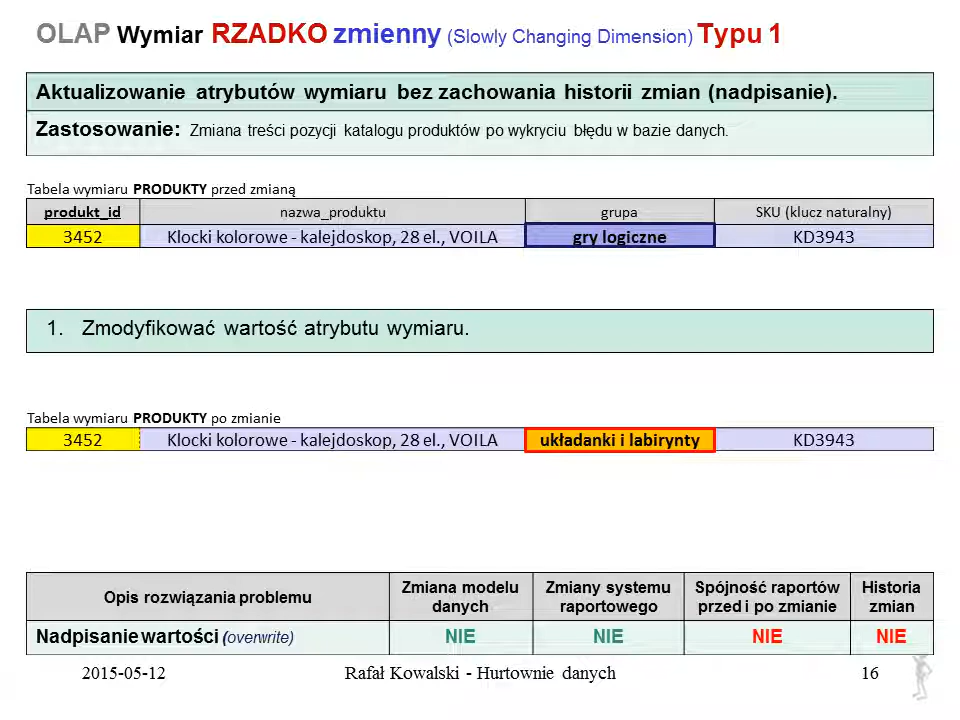 OLAP Wymiar RZADKO zmienny (Slowly Changing Dimension) Typu 1
Aktualizowanie atrybutów wymiaru bez zachowania historii zmian (nadpisanie).
Zastosowanie: Zmiana treści pozycji katalogu produktów po wykryciu błędu w bazie danych.
Tabela wymiaru PRODUKTY przed zmianą
produkt_id nazwa_produktu grupa SKU (klucz naturalny)
3452 Klocki kolorowe - kalejdoskop, 28 el., VOILA gry logiczne KD3943
1. Zmodyfikować wartość atrybutu wymiaru.
Tabela wymiaru PRODUKTY po zmianie
3452 Klocki kolorowe - kalejdoskop, 28 el., VOILA układanki i labirynty KD3943
Opis rozwiązania problemu Zmiana modelu danych Zmiany systemu raportowego Spójność raportów przed i po zmianie Historia zmian
Nadpisanie wartości (overwrite) NIE NIE NIE NIE
2015-05-12 Rafał Kowalski - Hurtownie danych 16